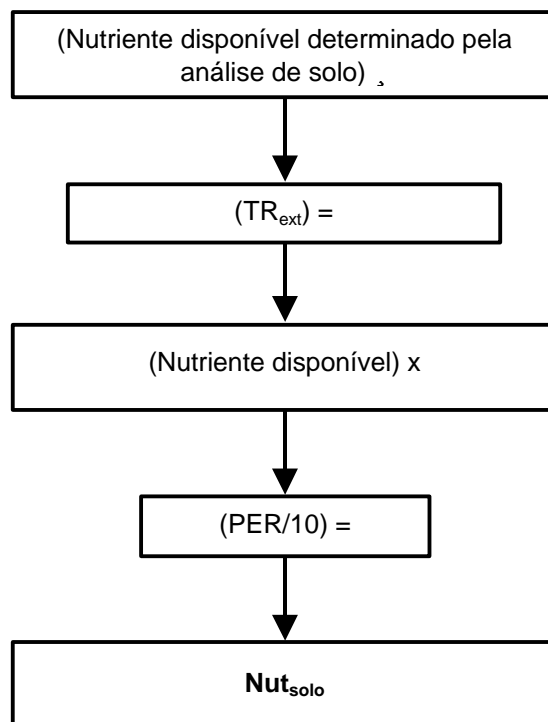 (Nutriente disponível determinado pela
análise de solo) ¸
(TRext) =
(Nutriente disponível) x
(PER/10) =
Nutsolo